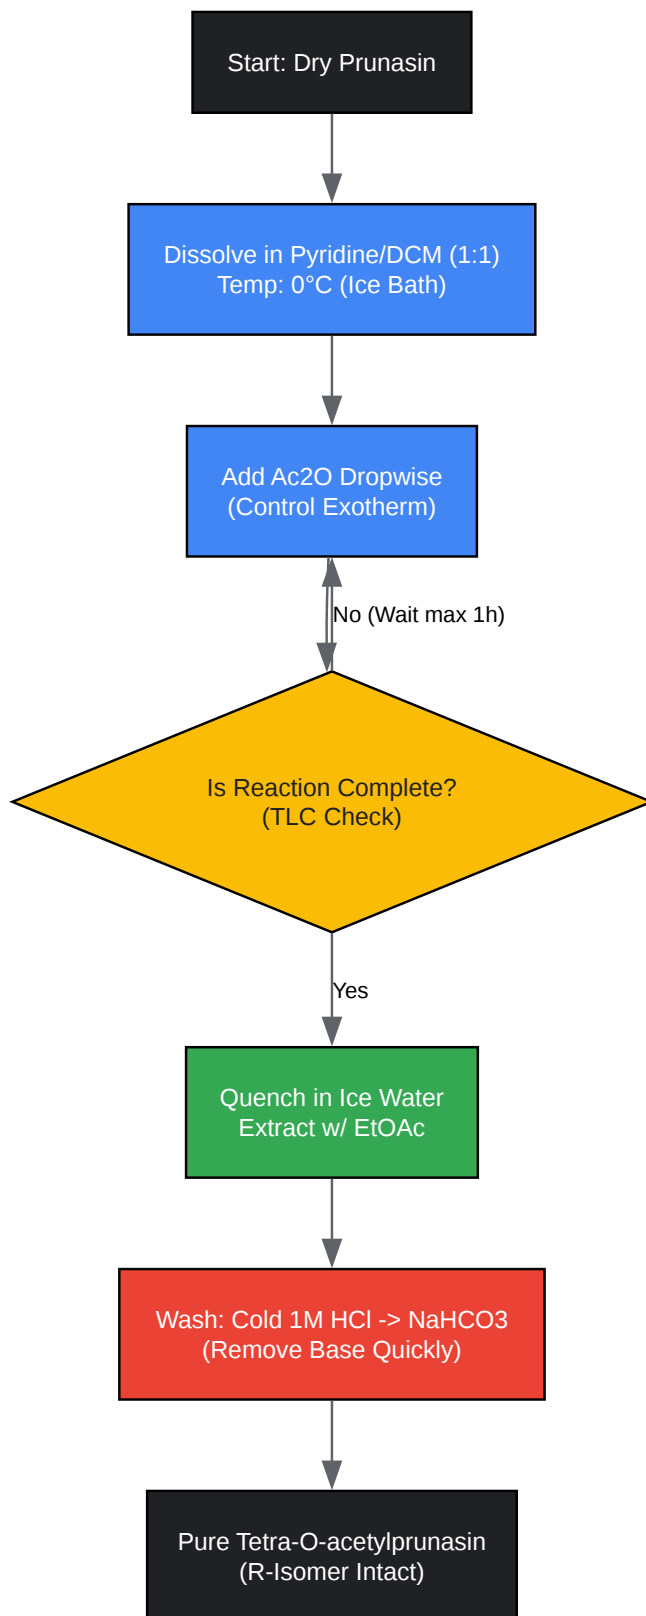 Start: Dry Prunasin
Dissolve in Pyridine/DCM (1:1)
Temp: 0°C (Ice Bath)
Add Ac2O Dropwise
(Control Exotherm)
No (Wait max 1h)
Is Reaction Complete?
(TLC Check)
Yes
Quench in Ice Water
Extract w/ EtOAc
Wash: Cold 1M HCl -> NaHCO3
(Remove Base Quickly)
Pure Tetra-O-acetylprunasin
(R-Isomer Intact)